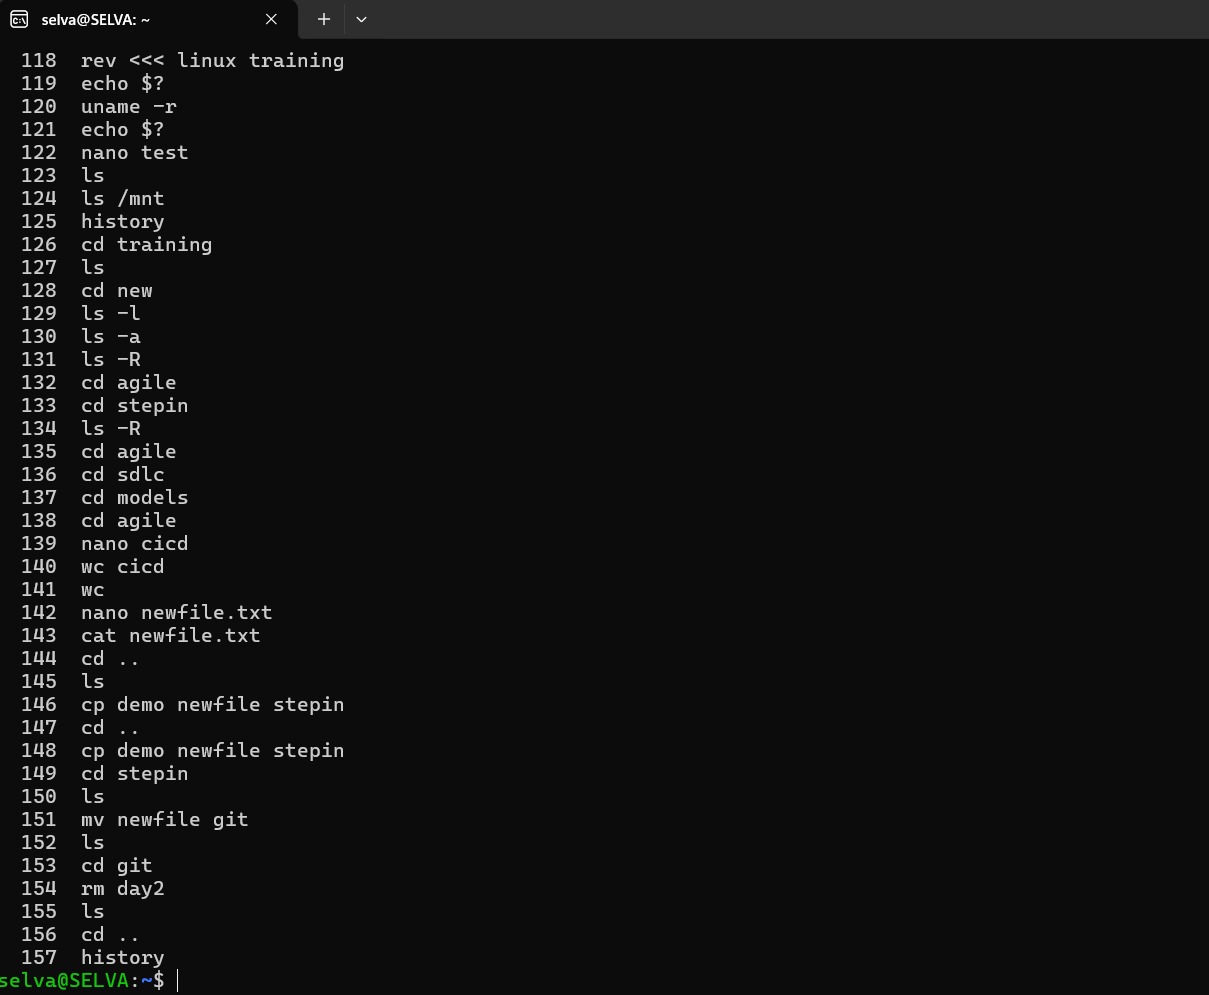 selva@SELVA: ~
118 rev <<< linux training
119 echo $?
120 uname -r
121 echo $?
122 nano test
123 ls
124 ls /mnt
125 history
126 cd training
127 ls
128 cd new
129 ls -l
130 ls -a
131 ls -R
132 cd agile
133 cd stepin
134 ls -R
135 cd agile
136 cd sdlc
137 cd models
138 cd agile
139 nano cicd
140 wc cicd
141 wc
142 nano newfile.txt
143 cat newfile.txt
144 cd ..
145 ls
146 cp demo newfile stepin
147 cd ..
148 cp demo newfile stepin
149 cd stepin
150 ls
151 mv newfile git
152 ls
153 cd git
154 rm day2
155 ls
156 cd ..
157 history
selva@SELVA:~$